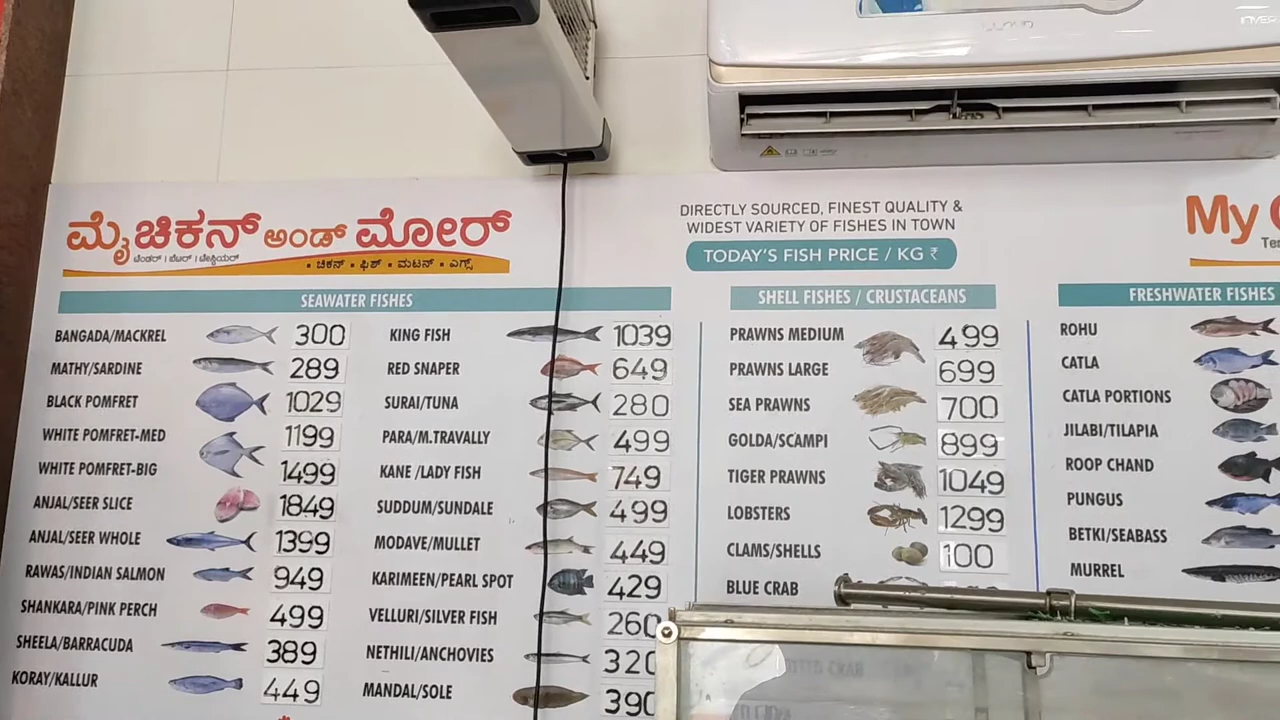 ಮೈ ಚಿಕನ್ ಅಂಡ್ ಮೋರ್
ಟೆಂಡರ್ | ಬೆಟರ್ | ಟೇಸ್ಟಿಯರ್
• ಚಿಕನ್ • ಫಿಶ್ • ಮಟನ್ • ಎಗ್ಸ್
DIRECTLY SOURCED, FINEST QUALITY &
WIDEST VARIETY OF FISHES IN TOWN
TODAY'S FISH PRICE / KG ₹
My
SEAWATER FISHES
BANGADA/MACKREL 300
MATHY/SARDINE 289
BLACK POMFRET 1029
WHITE POMFRET-MED 1199
WHITE POMFRET-BIG 1499
ANJAL/SEER SLICE 1849
ANJAL/SEER WHOLE 1399
RAWAS/INDIAN SALMON 949
SHANKARA/PINK PERCH 499
SHEELA/BARRACUDA 389
KORAY/KALLUR 449
KING FISH 1039
RED SNAPER 649
SURAI/TUNA 280
PARA/M.TRAVALLY 499
KANE /LADY FISH 749
SUDDUM/SUNDALE 499
MODAVE/MULLET 449
KARIMEEN/PEARL SPOT 429
VELLURI/SILVER FISH 260
NETHILI/ANCHOVIES 320
MANDAL/SOLE 390
SHELL FISHES / CRUSTACEANS
PRAWNS MEDIUM 499
PRAWNS LARGE 699
SEA PRAWNS 700
GOLDA/SCAMPI 899
TIGER PRAWNS 1049
LOBSTERS 1299
CLAMS/SHELLS 100
BLUE CRAB
FRESHWATER FISHES
ROHU
CATLA
CATLA PORTIONS
JILABI/TILAPIA
ROOP CHAND
PUNGUS
BETKI/SEABASS
MURREL